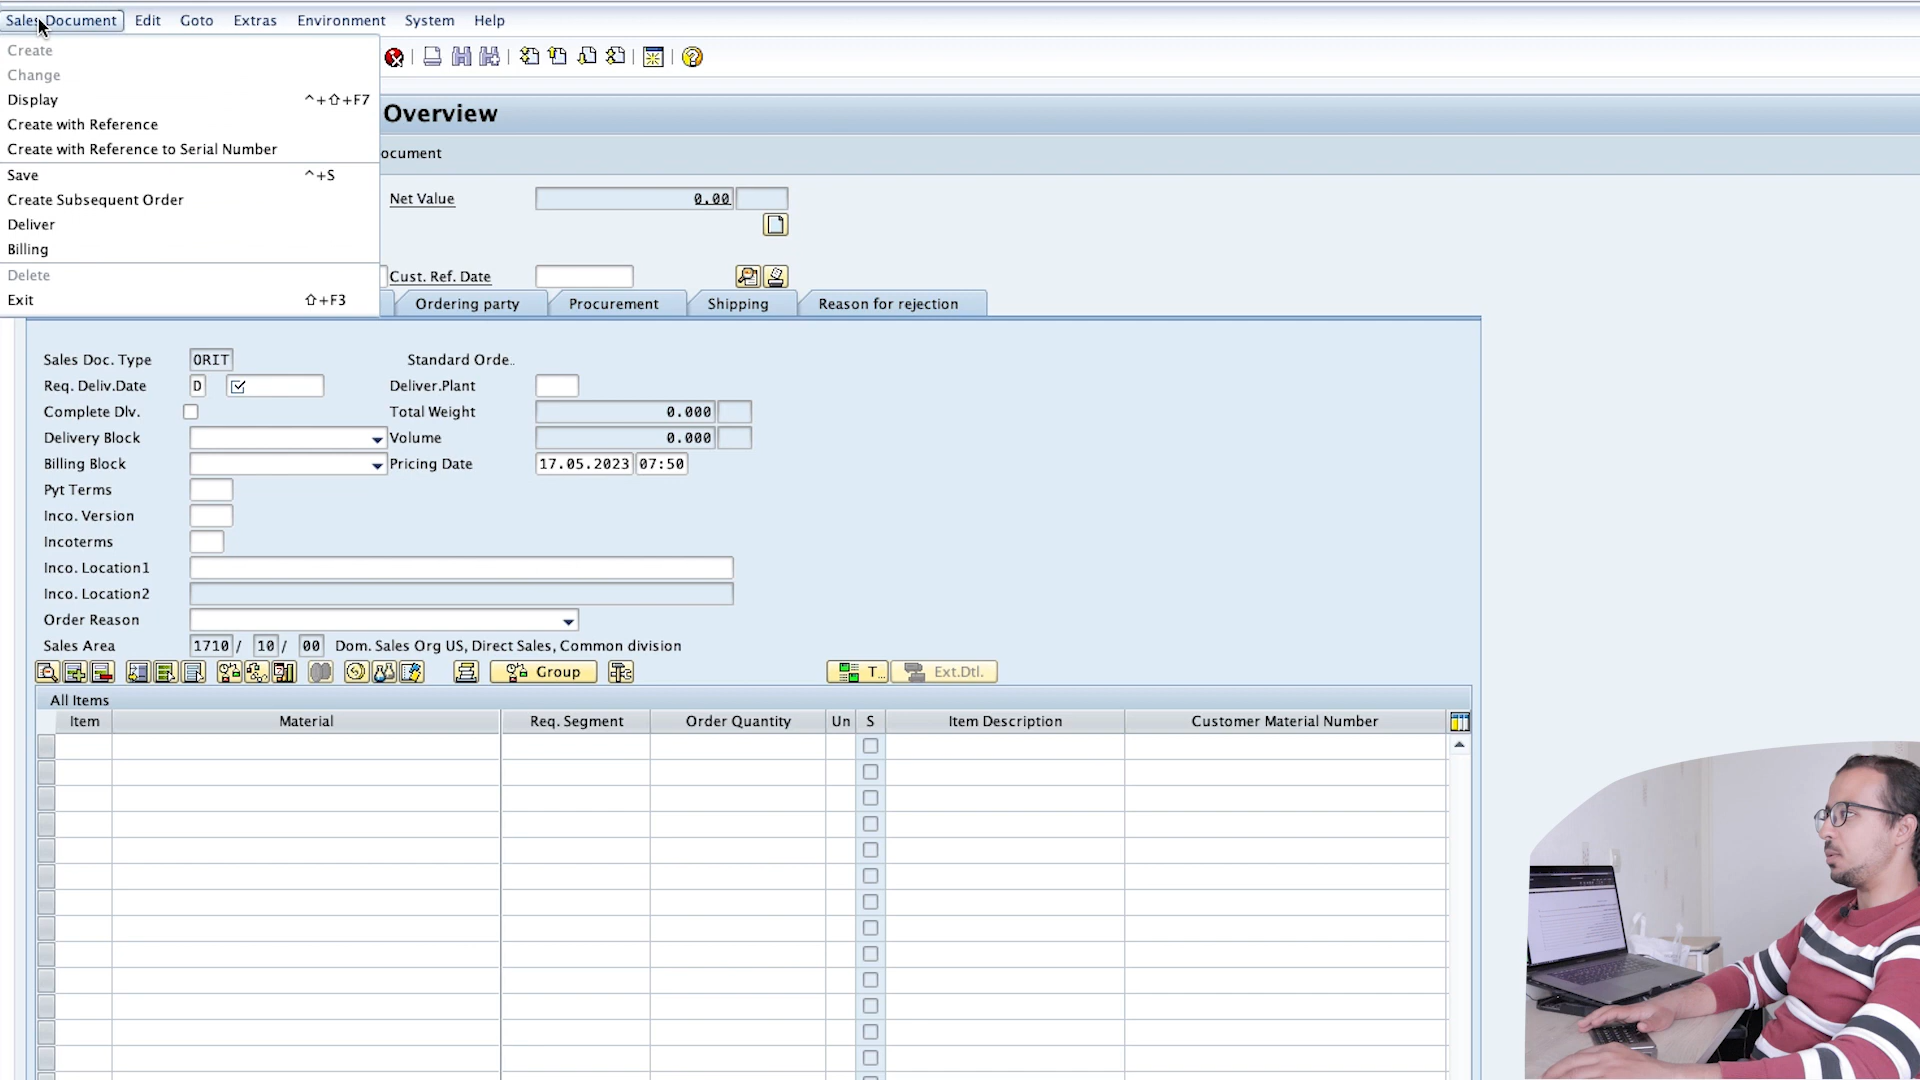 Sales Document Edit Goto Extras Environment System Help
Create
Change
Display ^+⇧+F7
Create with Reference
Create with Reference to Serial Number
Save ^+S
Create Subsequent Order
Deliver
Billing
Delete
Exit ⇧+F3
Overview
ocument
Net Value 0.00
Cust. Ref. Date
Ordering party Procurement Shipping Reason for rejection
Sales Doc. Type ORIT Standard Orde..
Req. Deliv.Date D Deliver.Plant
Complete Dlv. Total Weight 0.000
Delivery Block Volume 0.000
Billing Block Pricing Date 17.05.2023 07:50
Pyt Terms
Inco. Version
Incoterms
Inco. Location1
Inco. Location2
Order Reason
Sales Area 1710 / 10 / 00 Dom. Sales Org US, Direct Sales, Common division
Group T... Ext.Dtl.
All Items
Item Material Req. Segment Order Quantity Un S Item Description Customer Material Number